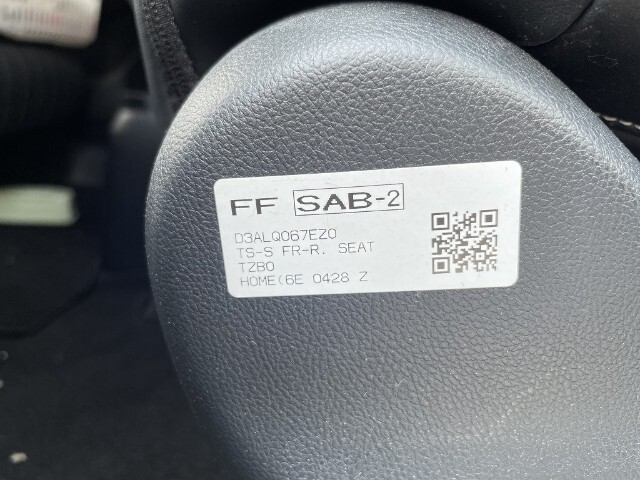 FF SAB-2
D3ALQ067EZ0
TS-S FR-R. SEAT
TZB0
HOME(6E 0428 Z